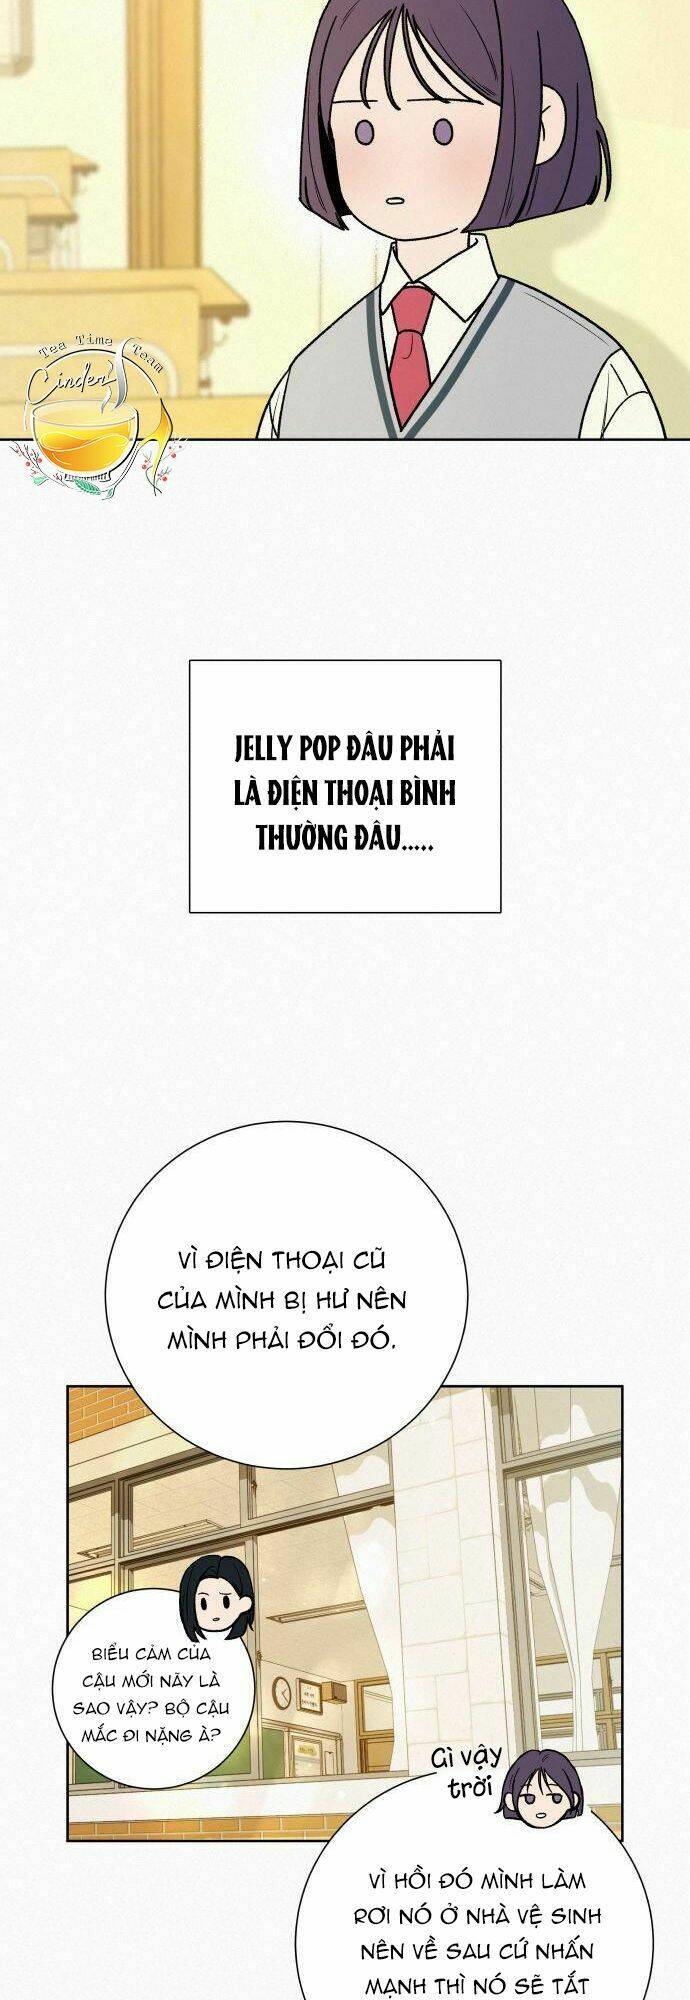 Tea Time Team
Cinder's
JELLY POP ĐÂU PHẢI
LÀ ĐIỆN THOẠI BÌNH
THƯỜNG ĐÂU.....
VÌ ĐIỆN THOẠI CŨ
CỦA MÌNH BỊ HƯ NÊN
MÌNH PHẢI ĐỔI ĐÓ.
BIỂU CẢM CỦA
CẬU MỚI NÃY LÀ
SAO VẬY? BỘ CẬU
MẮC ĐI NẶNG À?
Gì vậy
trời
VÌ HỒI ĐÓ MÌNH LÀM
RƠI NÓ Ở NHÀ VỆ SINH
NÊN VỀ SAU CỨ NHẤN
MẠNH THÌ NÓ SẼ TẮT